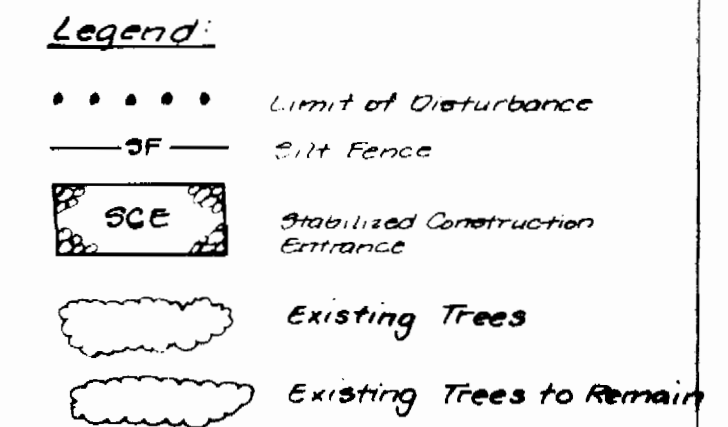 Legend:
Limit of Disturbance
SF Silt Fence
SCE Stabilized Construction
Entrance
Existing Trees
Existing Trees to Remain